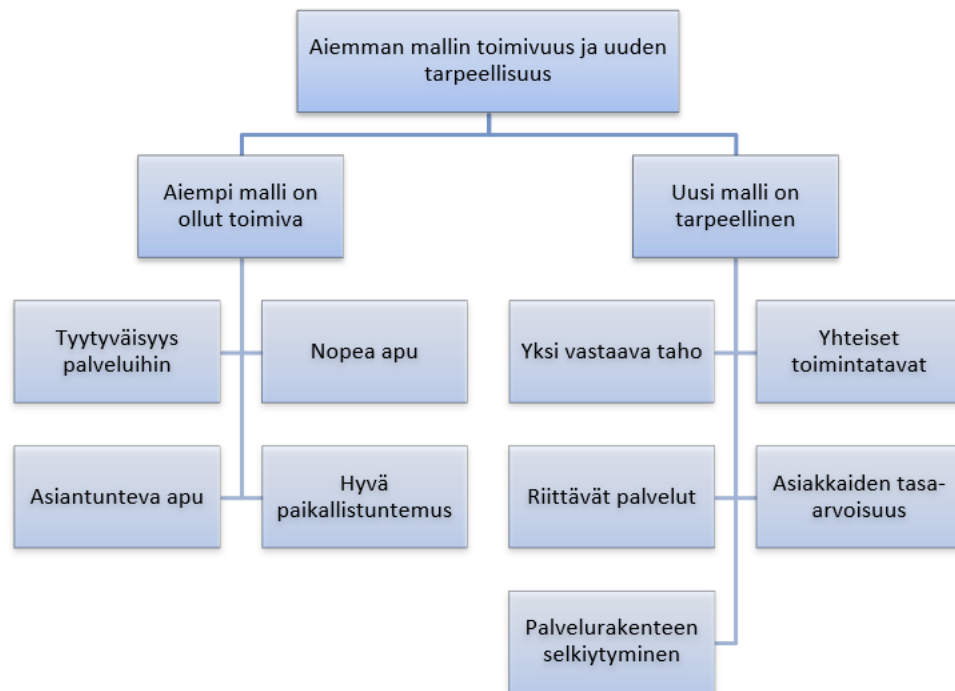 Aiemman mallin toimivuus ja uuden
tarpeellisuus
Aiempi malli on
ollut toimiva
Uusi malli on
tarpeellinen
Tyytyväisyys
palveluihin
Nopea apu
Yksi vastaava taho
Yhteiset
toimintatavat
Asiantunteva apu
Hyvä
paikallistuntemus
Riittävät palvelut
Asiakkaiden tasa-
arvoisuus
Palvelurakenteen
selkiytyminen